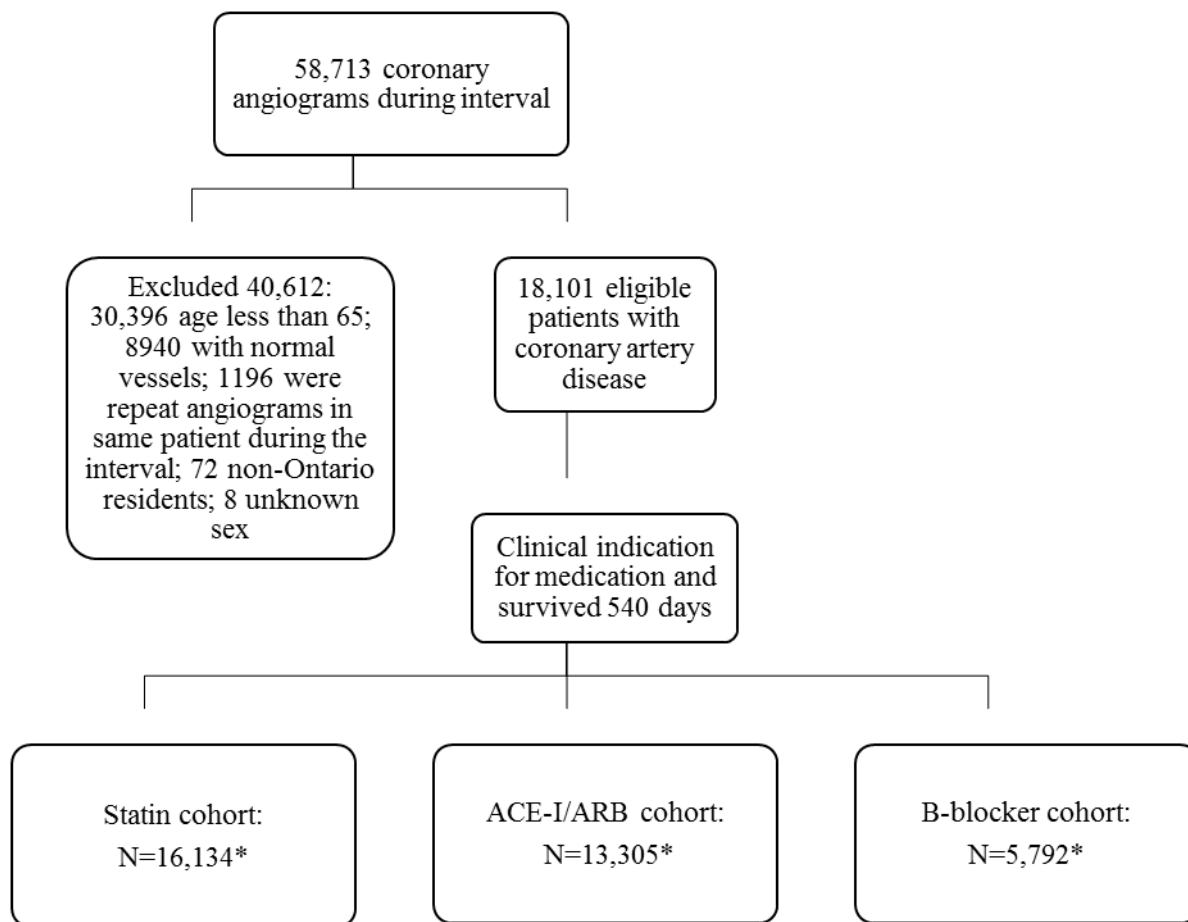 58,713 coronary
angiograms during interval
Excluded 40,612:
30,396 age less than 65;
8940 with normal
vessels; 1196 were
repeat angiograms in
same patient during the
interval; 72 non-Ontario
residents; 8 unknown
sex
18,101 eligible
patients with
coronary artery
disease
Clinical indication
for medication and
survived 540 days
Statin cohort:
N=16,134*
ACE-I/ARB cohort:
N=13,305*
B-blocker cohort:
N=5,792*